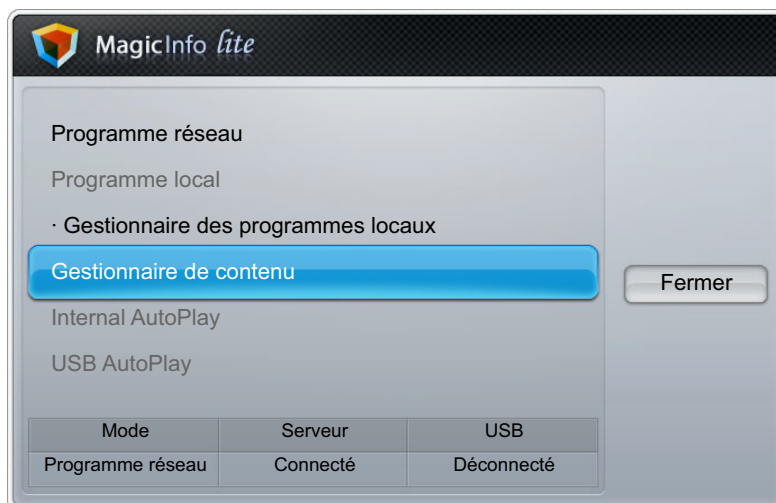 MagicInfo lite
Programme réseau
Programme local
· Gestionnaire des programmes locaux
Gestionnaire de contenu
Internal AutoPlay
USB AutoPlay
Fermer
Mode Serveur USB
Programme réseau Connecté Déconnecté